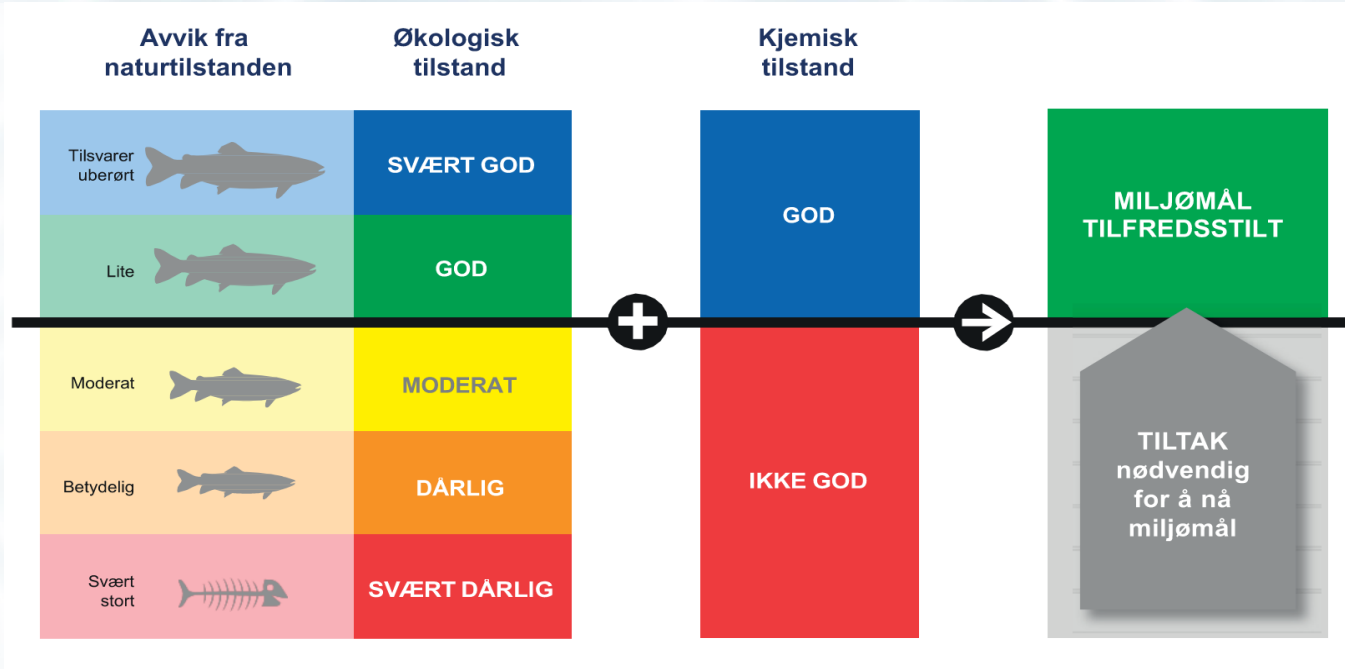 Avvik fra
naturtilstanden
Økologisk
tilstand
Kjemisk
tilstand
Tilsvarer
uberørt
SVÆRT GOD
Lite
GOD
Moderat
MODERAT
Betydelig
DÅRLIG
Svært
stort
SVÆRT DÅRLIG
GOD
IKKE GOD
MILJØMÅL
TILFREDSSTILT
TILTAK
nødvendig
for å nå
miljømål